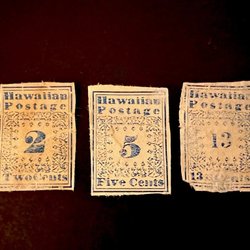 Hawaiian
Postage
2
Two Cents
Hawaiian
Postage
5
Five Cents
Hawaiian
Postage
13
13